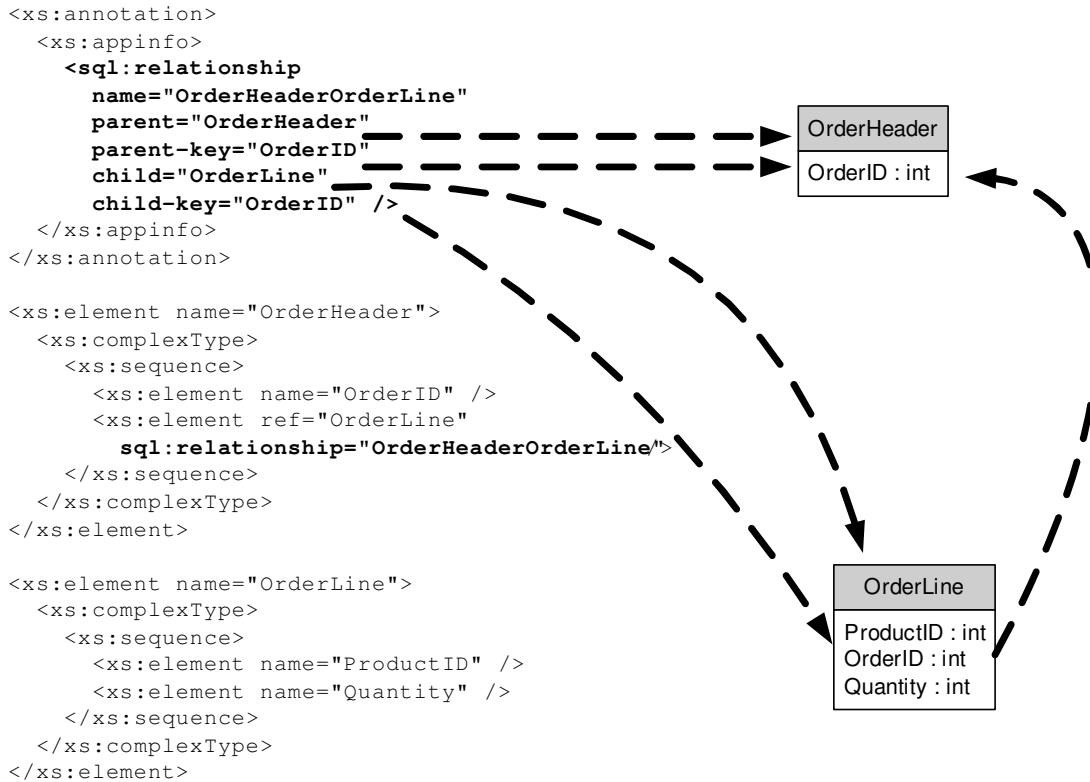 <xs:annotation>
  <xs:appinfo>
    <sql:relationship
      name="OrderHeaderOrderLine"
      parent="OrderHeader"
      parent-key="OrderID"
      child="OrderLine"
      child-key="OrderID" />
  </xs:appinfo>
</xs:annotation>

<xs:element name="OrderHeader">
  <xs:complexType>
    <xs:sequence>
      <xs:element name="OrderID" />
      <xs:element ref="OrderLine"
        sql:relationship="OrderHeaderOrderLine"/>
    </xs:sequence>
  </xs:complexType>
</xs:element>

<xs:element name="OrderLine">
  <xs:complexType>
    <xs:sequence>
      <xs:element name="ProductID" />
      <xs:element name="Quantity" />
    </xs:sequence>
  </xs:complexType>
</xs:element>

OrderHeader
OrderID : int

OrderLine
ProductID : int
OrderID : int
Quantity : int